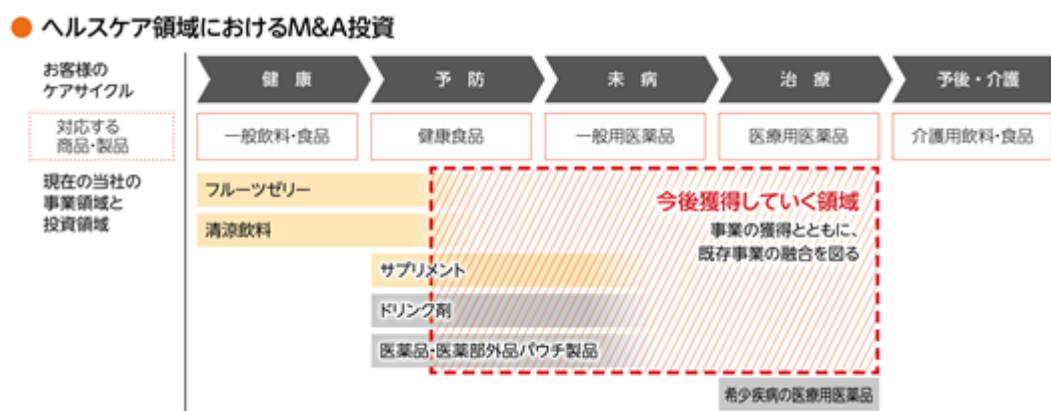 ヘルスケア領域におけるM&A投資
お客様の
ケアサイクル
健康
予防
未病
治療
予後・介護
対応する
商品・製品
一般飲料・食品
健康食品
一般用医薬品
医療用医薬品
介護用飲料・食品
現在の当社の
事業領域と
投資領域
フルーツゼリー
清涼飲料
サプリメント
ドリンク剤
医薬品・医薬部外品パウチ製品
今後獲得していく領域
事業の獲得とともに、
既存事業の融合を図る
希少疾病の医療用医薬品